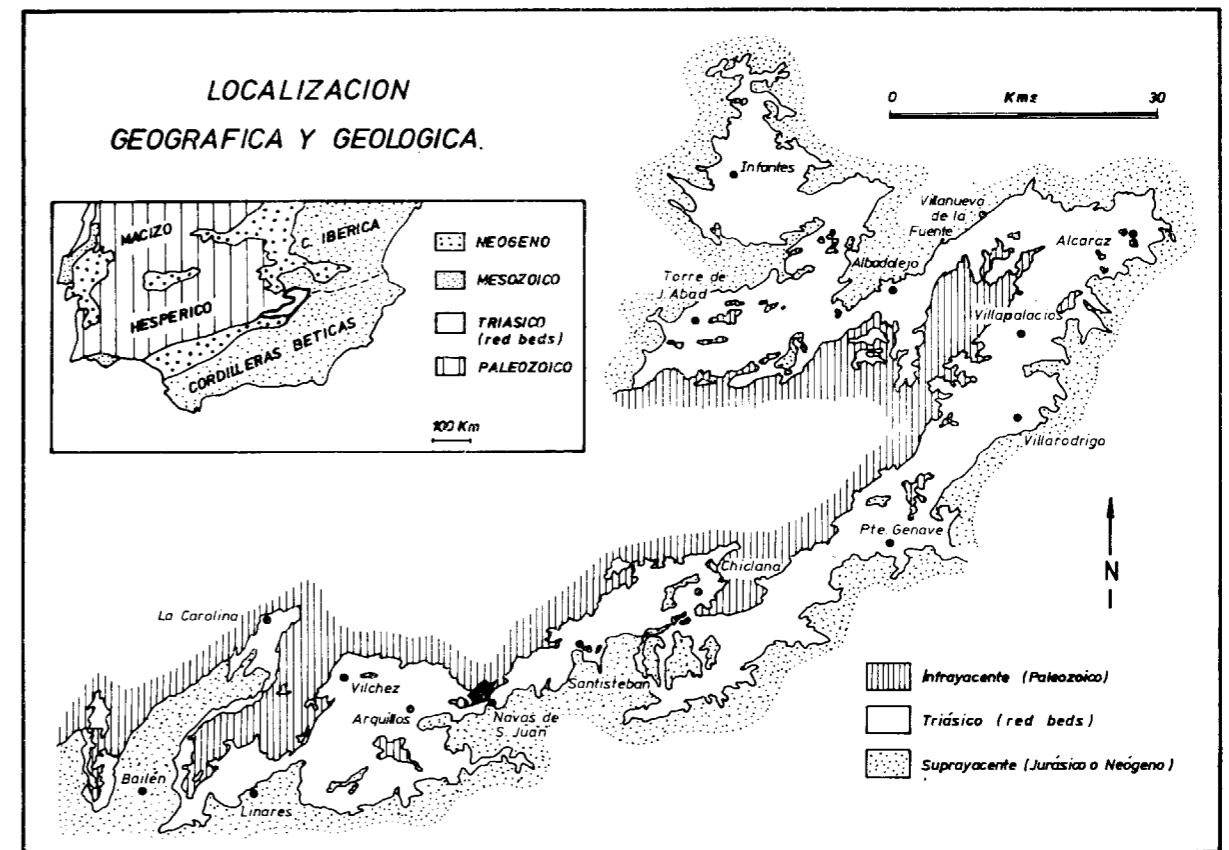 LOCALIZACION
GEOGRAFICA Y GEOLOGICA.
0 Kms 30
MACIZO
HESPERICO
C. IBERICA
CORDILLERAS BETICAS
NEOGENO
MESOZOICO
TRIASICO
(red beds)
PALEOZOICO
100 Km
Infantes
Villanueva
de la
Fuente
Alcaraz
Albadalejo
Torre de
J. Abad
Villapalacios
Villarodrigo
Pte. Genave
N
Chiclana
La Carolina
Santisteban
Vilchez
Arquillos
Navas de
S. Juan
Bailén
Linares
Infrayacente (Paleozoico)
Triásico (red beds)
Suprayacente (Jurásico o Neógeno)